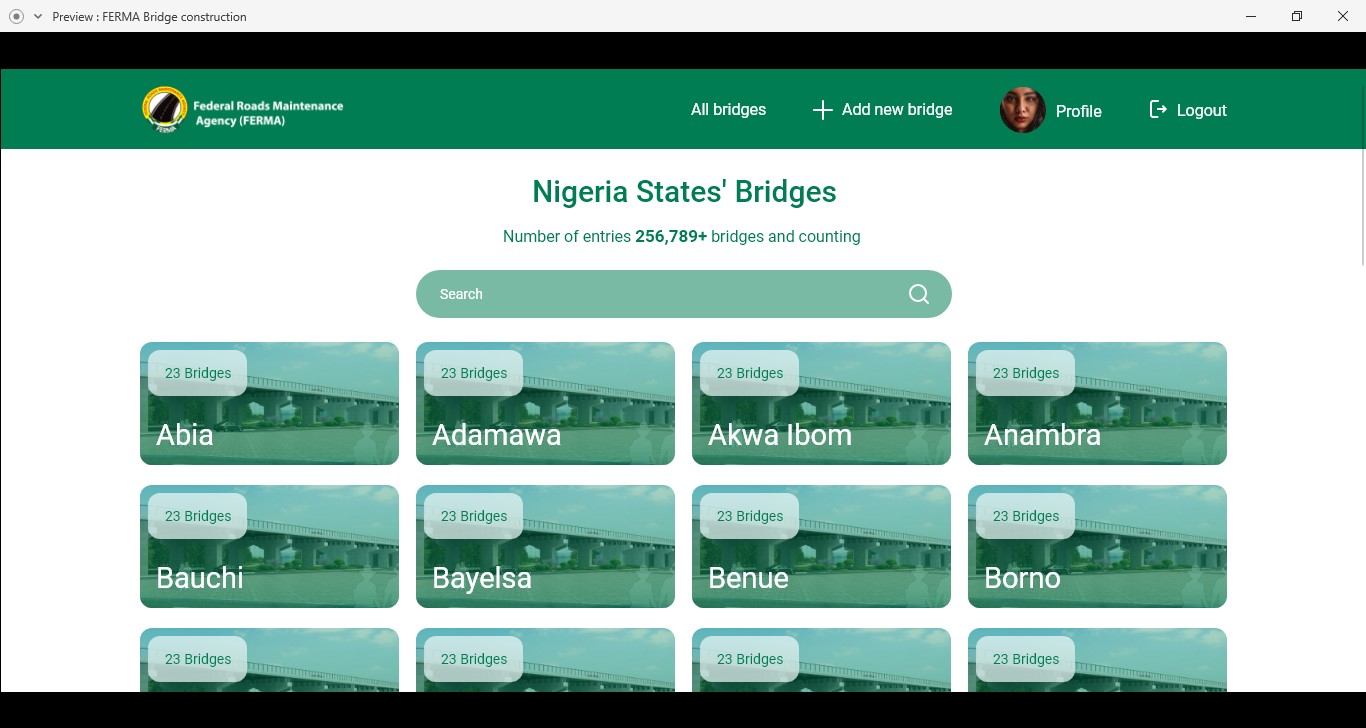 Preview : FERMA Bridge construction
Federal Roads Maintenance
Agency (FERMA)
FERMA
All bridges
Add new bridge
Profile
Logout
Nigeria States' Bridges
Number of entries 256,789+ bridges and counting
Search
23 Bridges
Abia
23 Bridges
Adamawa
23 Bridges
Akwa Ibom
23 Bridges
Anambra
23 Bridges
Bauchi
23 Bridges
Bayelsa
23 Bridges
Benue
23 Bridges
Borno
23 Bridges
23 Bridges
23 Bridges
23 Bridges